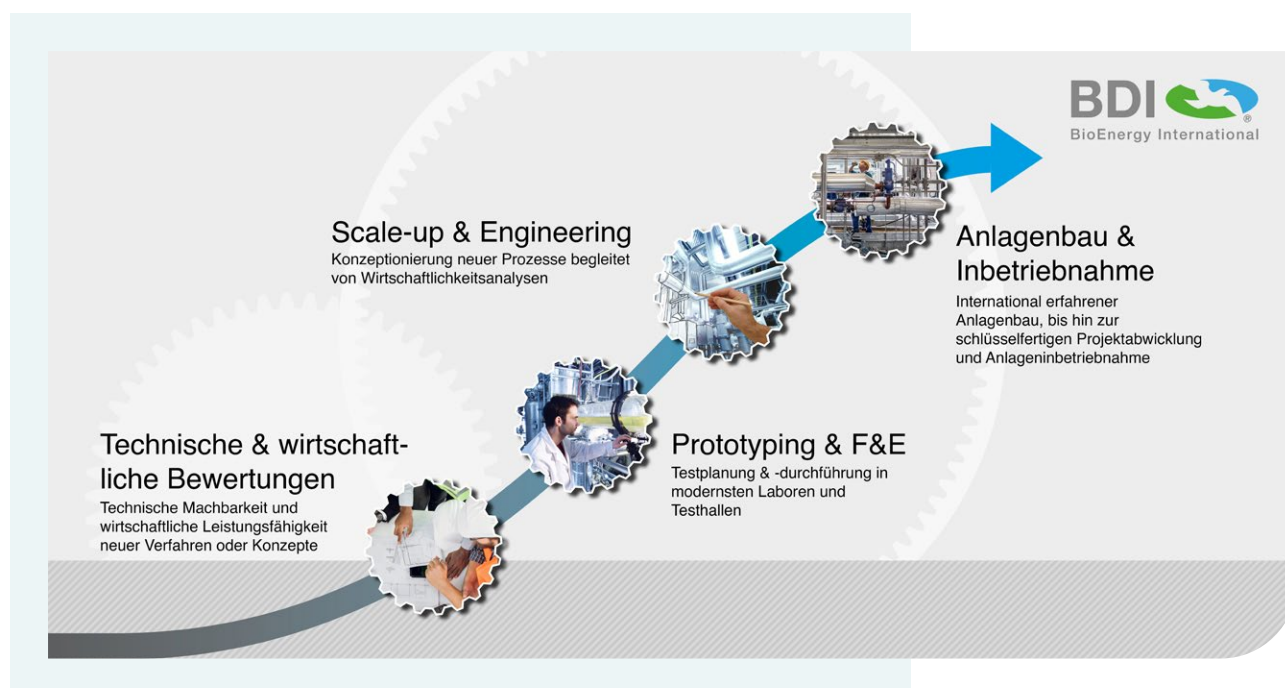 BDI
®
BioEnergy International
Scale-up & Engineering
Konzeptionierung neuer Prozesse begleitet
von Wirtschaftlichkeitsanalysen
Anlagenbau &
Inbetriebnahme
International erfahrener
Anlagenbau, bis hin zur
schlüsselfertigen Projektabwicklung
und Anlageninbetriebnahme
Technische & wirtschaft-
liche Bewertungen
Technische Machbarkeit und
wirtschaftliche Leistungsfähigkeit
neuer Verfahren oder Konzepte
Prototyping & F&E
Testplanung & -durchführung in
modernsten Laboren und
Testhallen